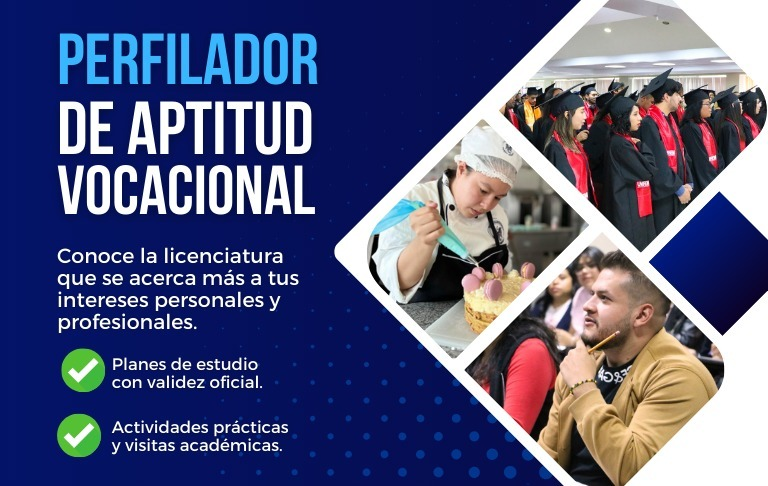 PERFILADOR
DE APTITUD
VOCACIONAL
Conoce la licenciatura
que se acerca más a tus
intereses personales y
profesionales.
Planes de estudio
con validez oficial.
Actividades prácticas
y visitas académicas.